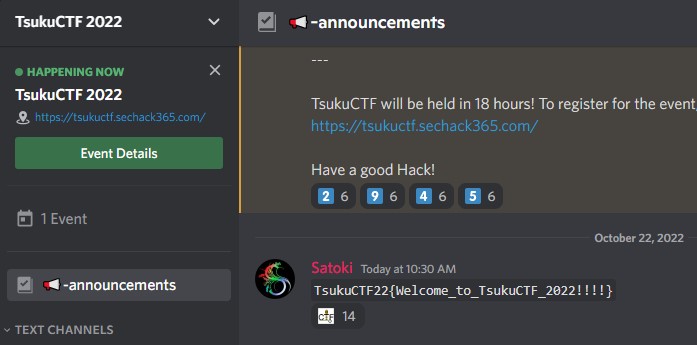 TsukuCTF 2022
HAPPENING NOW
TsukuCTF 2022
https://tsukuctf.sechack365.com/
Event Details
1 Event
-announcements
TEXT CHANNELS
-announcements
---
TsukuCTF will be held in 18 hours! To register for the event,
https://tsukuctf.sechack365.com/
Have a good Hack!
2 6 9 6 4 6 5 6
October 22, 2022
Satoki Today at 10:30 AM
TsukuCTF22{Welcome_to_TsukuCTF_2022!!!!}
CTF 14